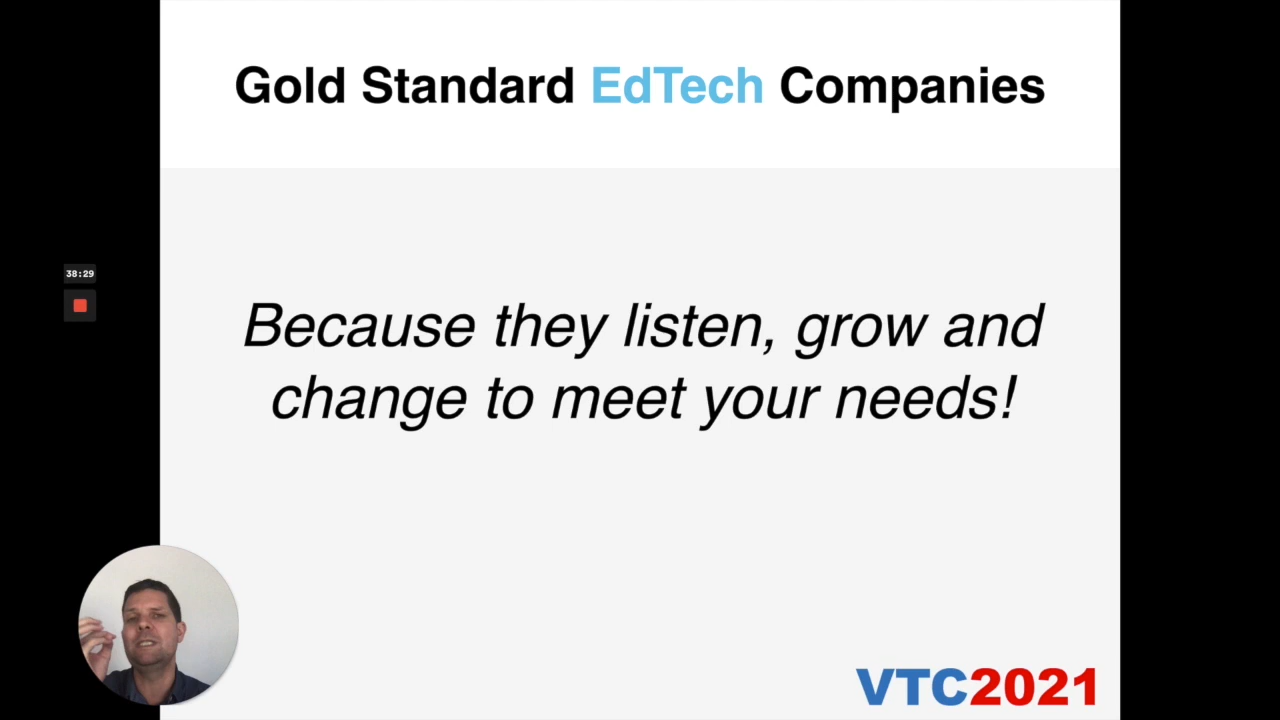 Gold Standard EdTech Companies
38:29
Because they listen, grow and
change to meet your needs!
VTC2021